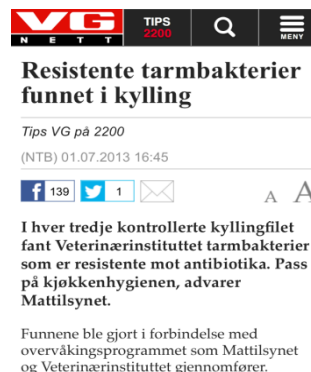 VG
NETT
TIPS
2200
MENY
Resistente tarmbakterier
funnet i kylling
Tips VG på 2200
(NTB) 01.07.2013 16:45
f 139
1
A A
I hver tredje kontrollerte kyllingfilet
fant Veterinærinstituttet tarmbakterier
som er resistente mot antibiotika. Pass
på kjøkkenhygienen, advarer
Mattilsynet.
Funnene ble gjort i forbindelse med
overvåkingsprogrammet som Mattilsynet
og Veterinærinstituttet gjennomfører.